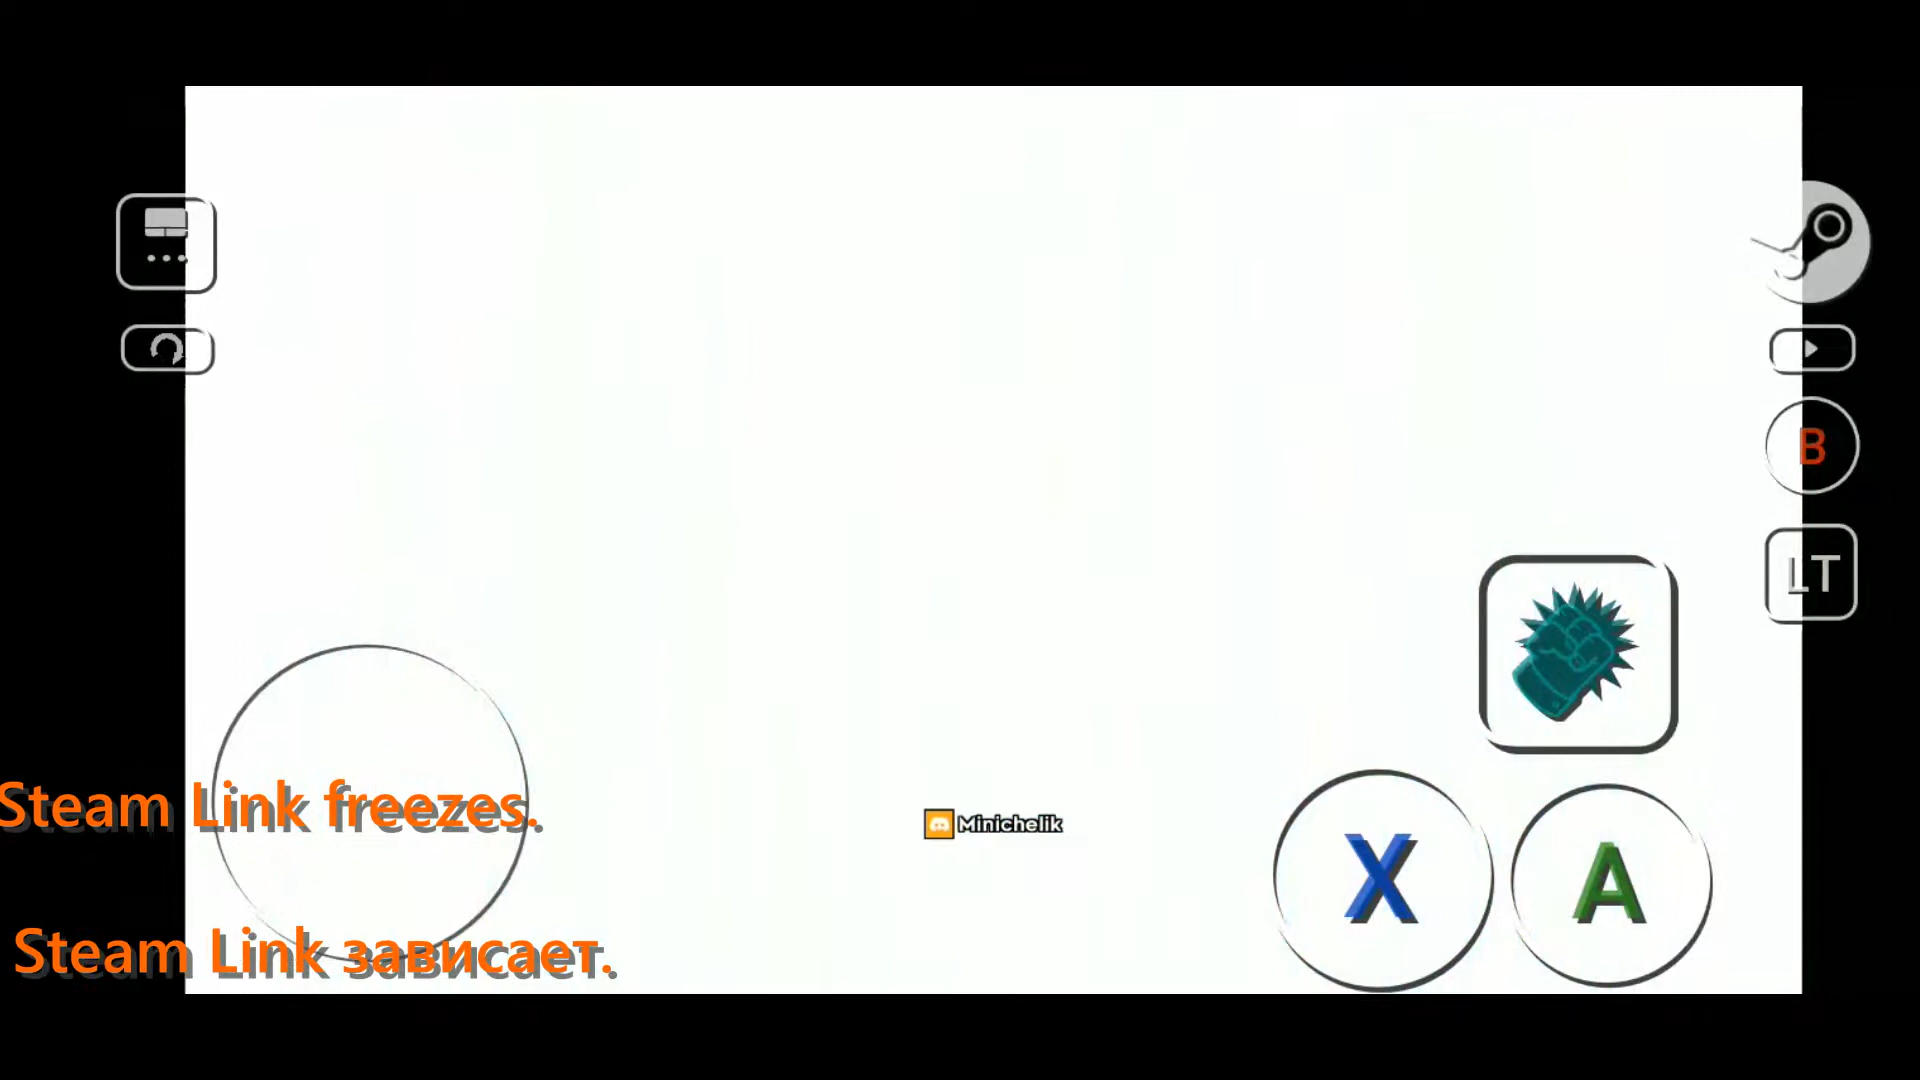 B
LT
Steam Link freezes.
Minichelik
X
A
Steam Link зависает.